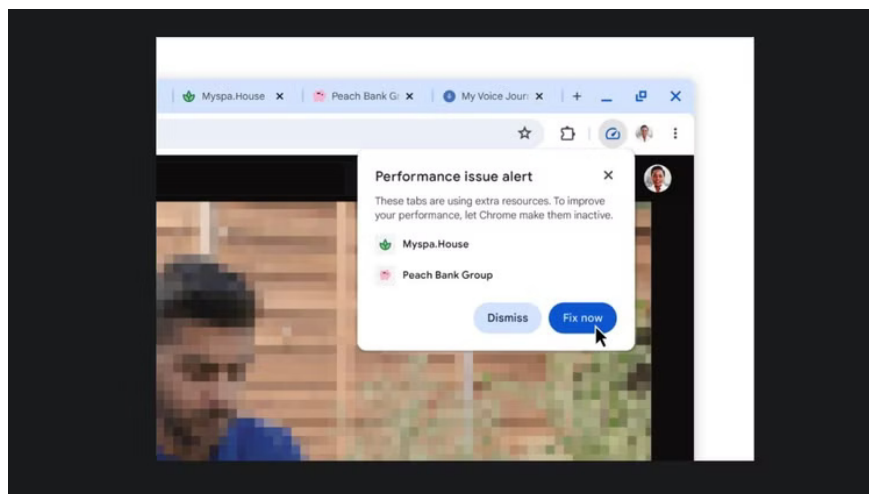 Myspa.House
Peach Bank G
My Voice Jour
Performance issue alert
These tabs are using extra resources. To improve
your performance, let Chrome make them inactive.
Myspa.House
Peach Bank Group
Dismiss
Fix now